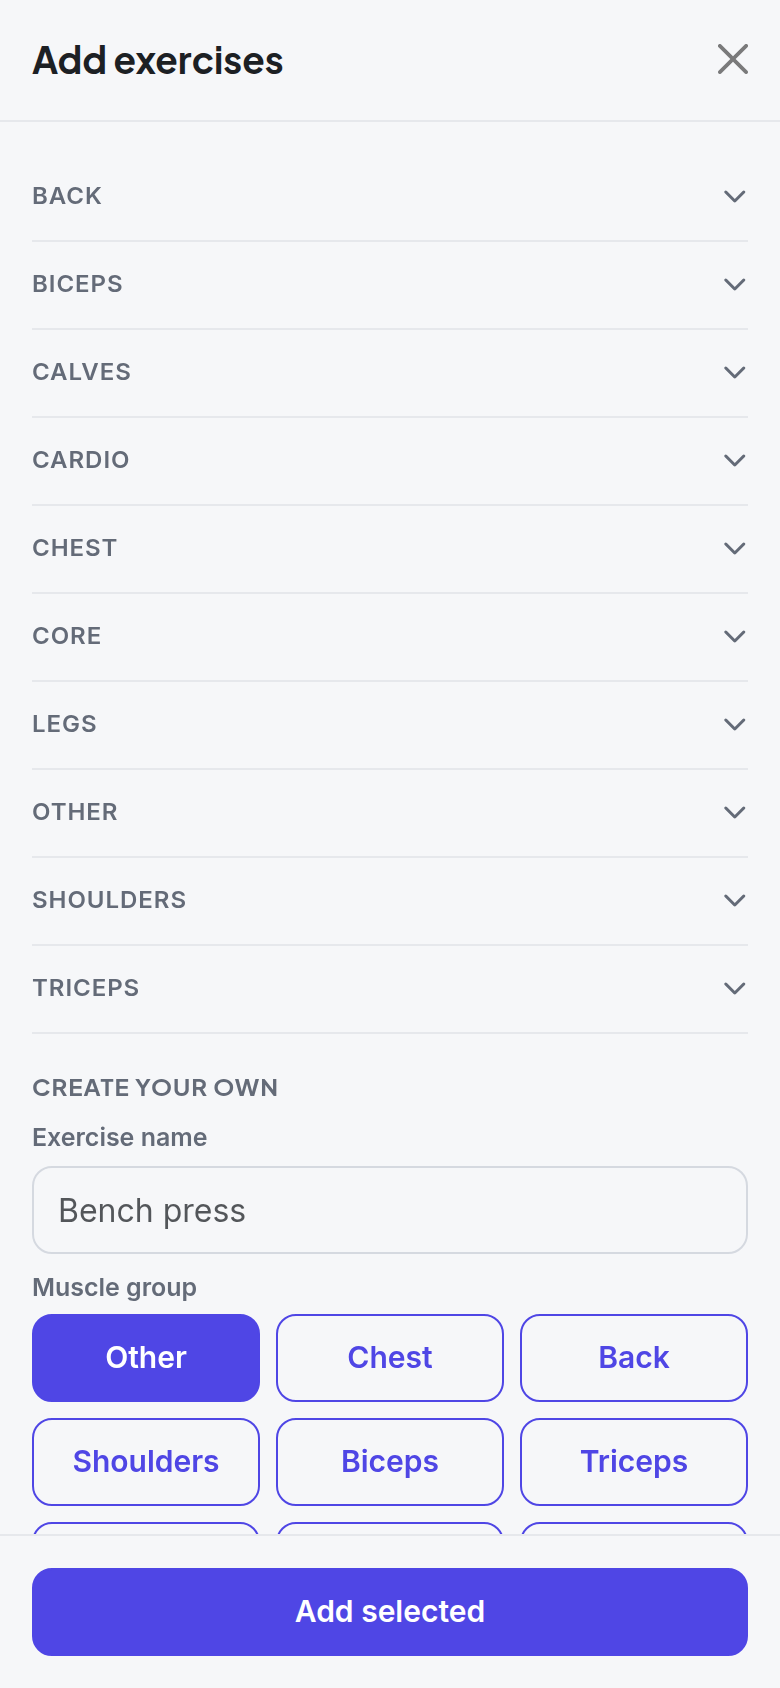 Add exercises
BACK
BICEPS
CALVES
CARDIO
CHEST
CORE
LEGS
OTHER
SHOULDERS
TRICEPS
CREATE YOUR OWN
Exercise name
Bench press
Muscle group
Other Chest Back
Shoulders Biceps Triceps
Add selected